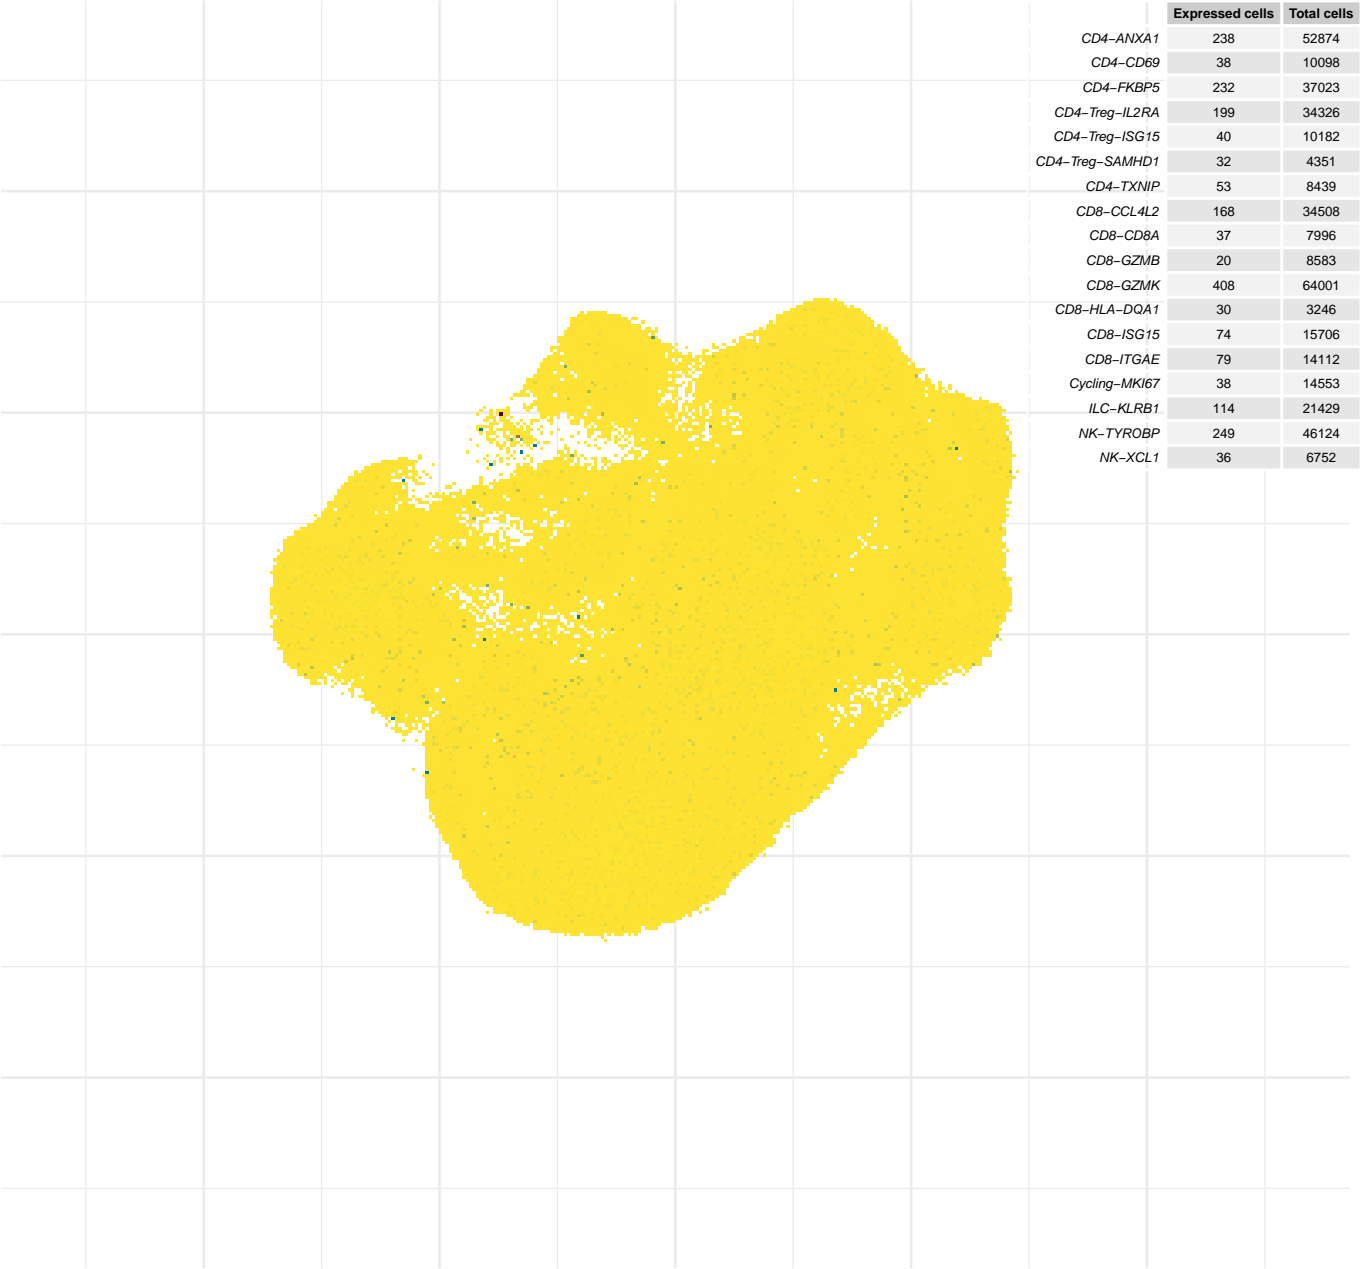 Expressed cells Total cells
CD4−ANXA1 238 52874
CD4−CD69 38 10098
CD4−FKBP5 232 37023
CD4−Treg−IL2RA 199 34326
CD4−Treg−ISG15 40 10182
CD4−Treg−SAMHD1 32 4351
CD4−TXNIP 53 8439
CD8−CCL4L2 168 34508
CD8−CD8A 37 7996
CD8−GZMB 20 8583
CD8−GZMK 408 64001
CD8−HLA−DQA1 30 3246
CD8−ISG15 74 15706
CD8−ITGAE 79 14112
Cycling−MKI67 38 14553
ILC−KLRB1 114 21429
NK−TYROBP 249 46124
NK−XCL1 36 6752